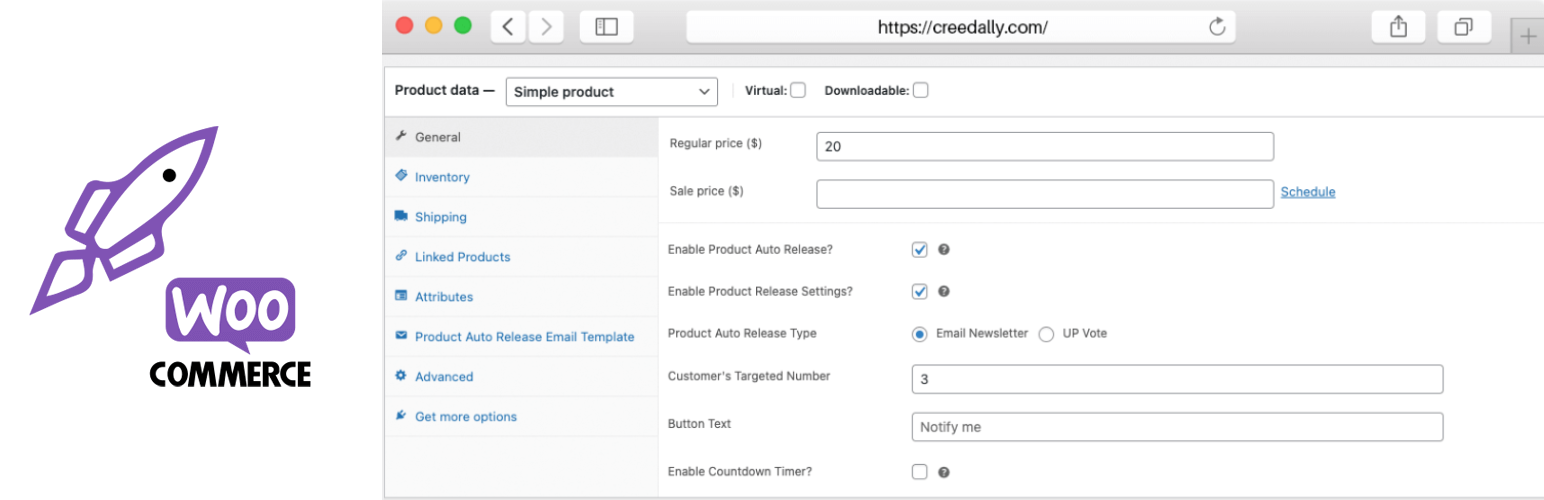 WOO
COMMERCE
https://creedally.com/
Product data — Simple product Virtual: Downloadable:
General
Inventory
Shipping
Linked Products
Attributes
Product Auto Release Email Template
Advanced
Get more options
Regular price ($) 20
Sale price ($) Schedule
Enable Product Auto Release?
Enable Product Release Settings?
Product Auto Release Type Email Newsletter UP Vote
Customer's Targeted Number 3
Button Text Notify me
Enable Countdown Timer?